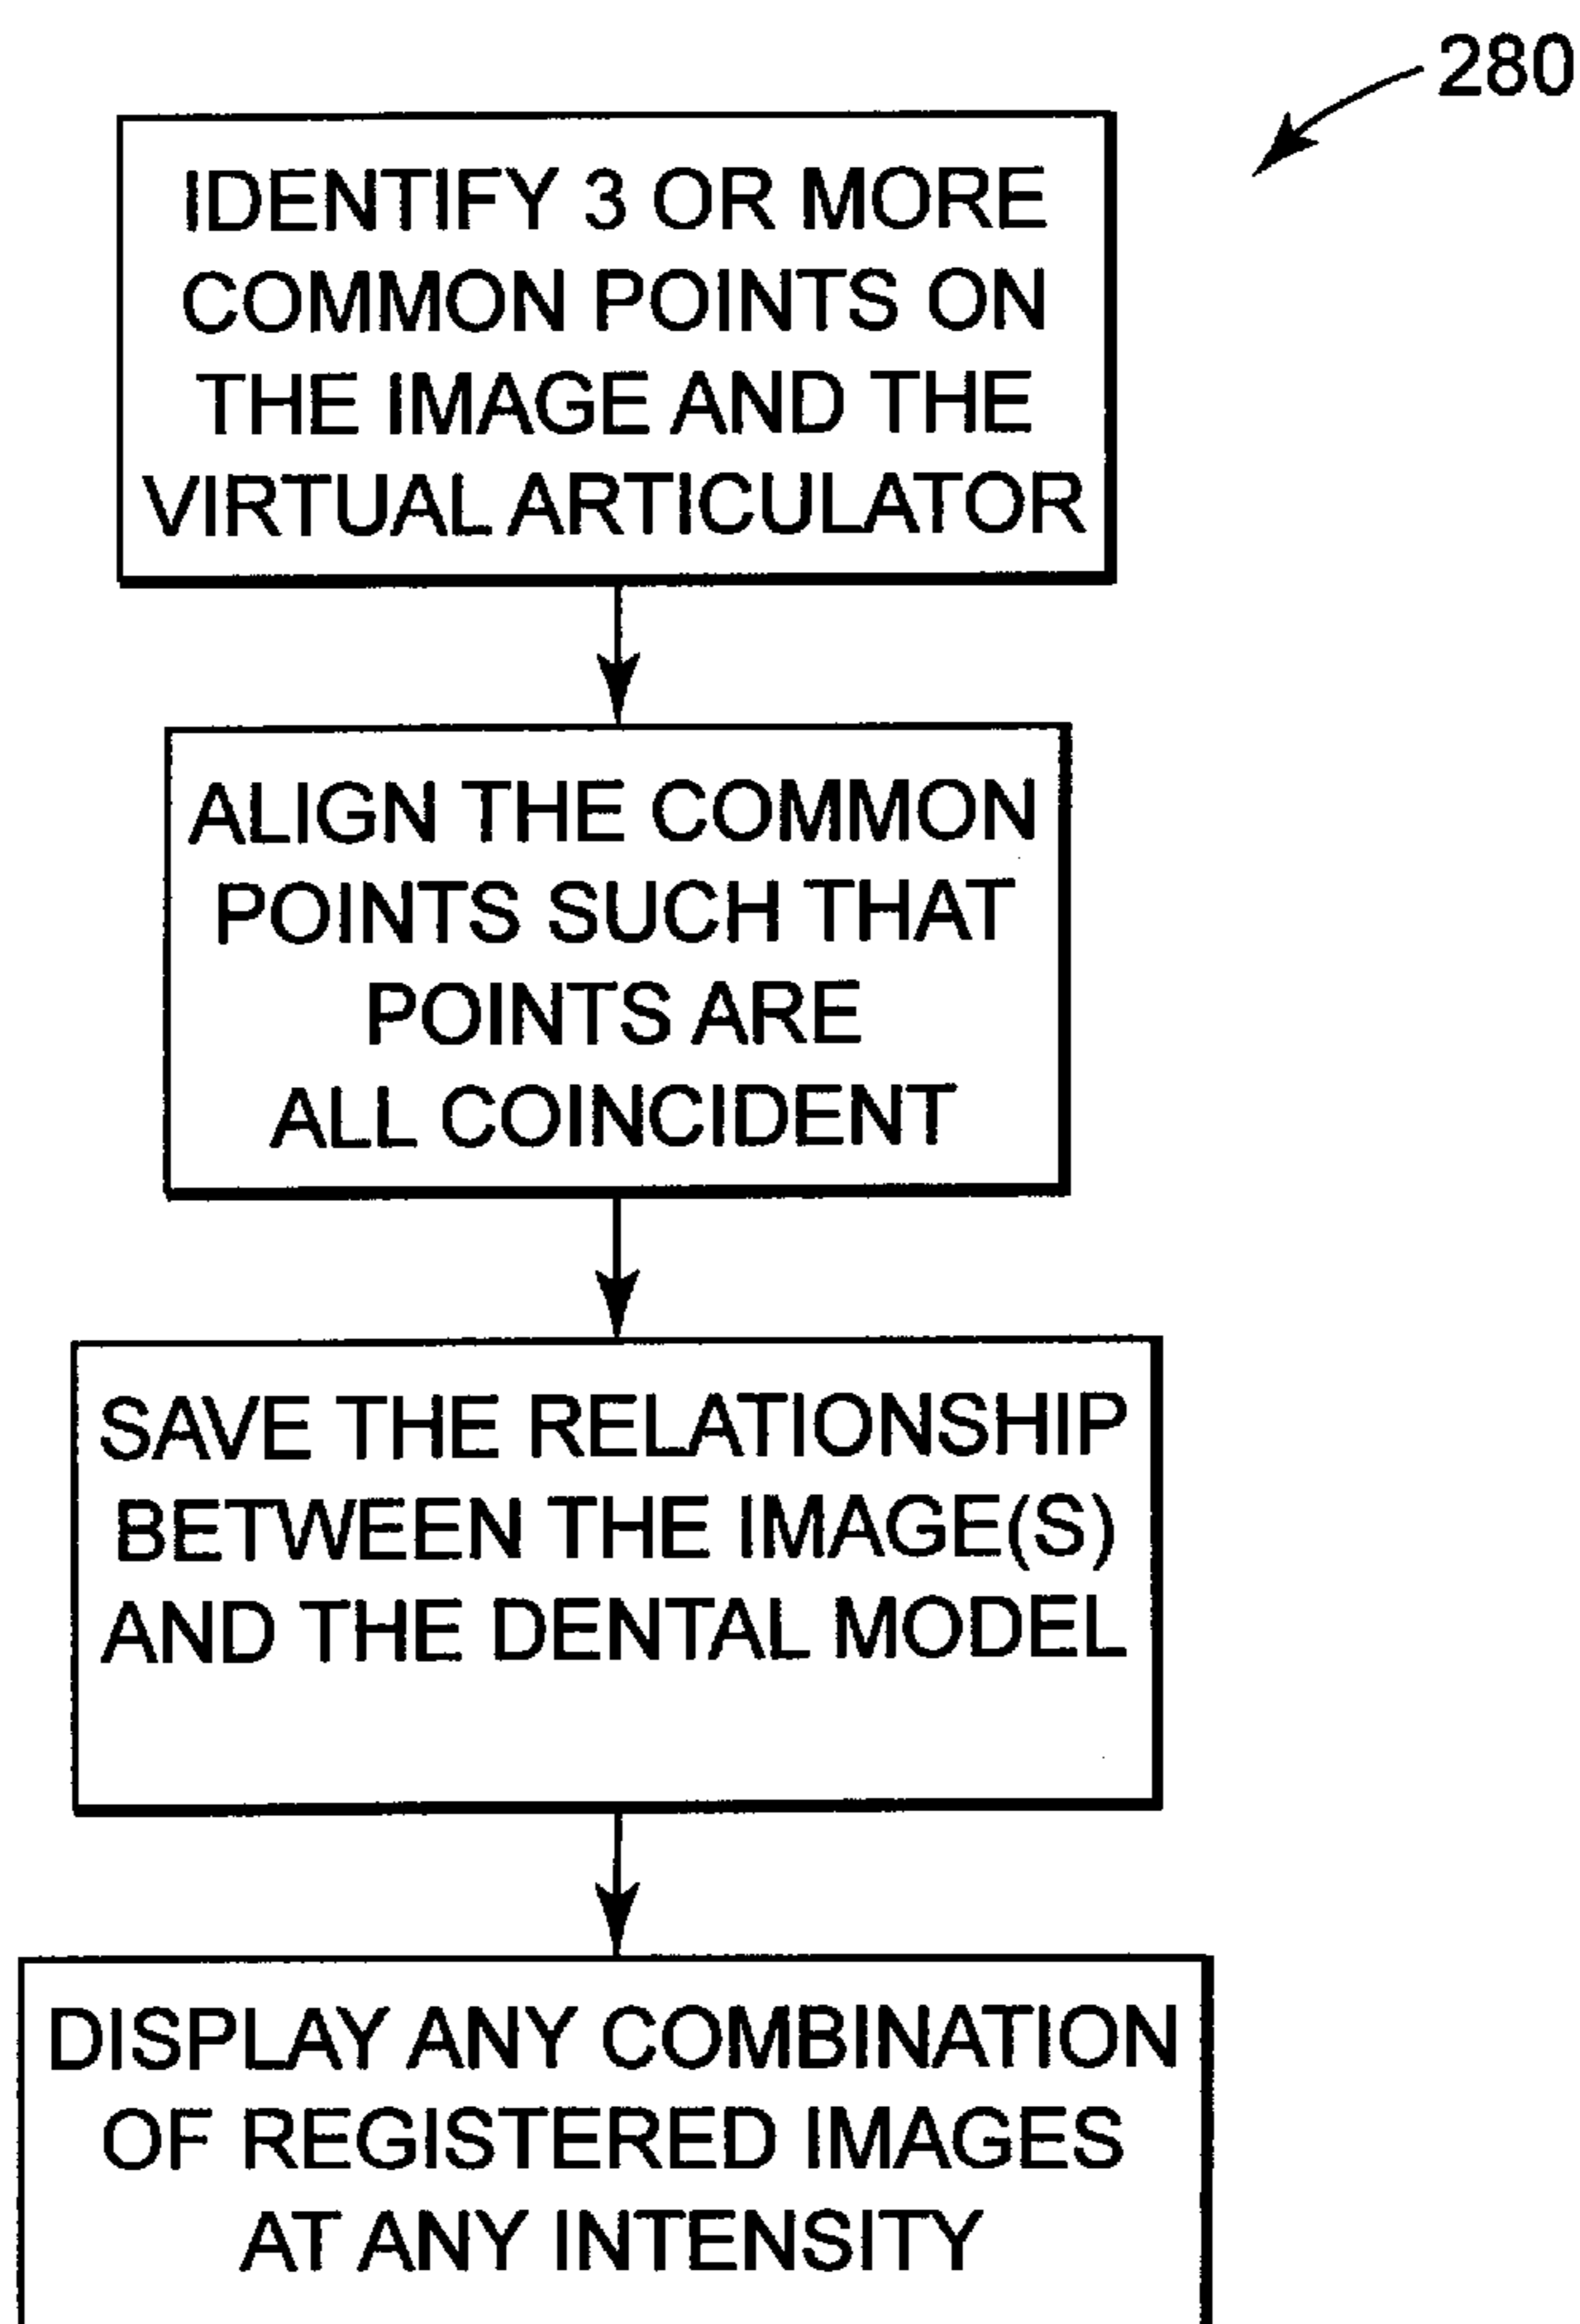 280
IDENTIFY 3 OR MORE
COMMON POINTS ON
THE IMAGE AND THE
VIRTUAL ARTICULATOR
ALIGN THE COMMON
POINTS SUCH THAT
POINTS ARE
ALL COINCIDENT
SAVE THE RELATIONSHIP
BETWEEN THE IMAGE(S)
AND THE DENTAL MODEL
DISPLAY ANY COMBINATION
OF REGISTERED IMAGES
AT ANY INTENSITY